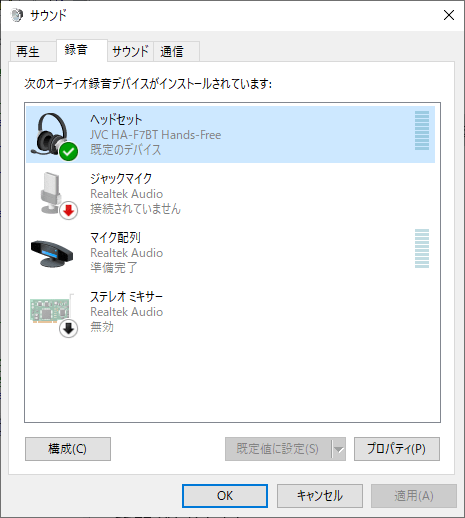 サウンド
再生 録音 サウンド 通信
次のオーディオ録音デバイスがインストールされています:
ヘッドセット
JVC HA-F7BT Hands-Free
既定のデバイス
ジャックマイク
Realtek Audio
接続されていません
マイク配列
Realtek Audio
準備完了
ステレオ ミキサー
Realtek Audio
無効
構成(C) 既定値に設定(S) プロパティ(P)
OK キャンセル 適用(A)